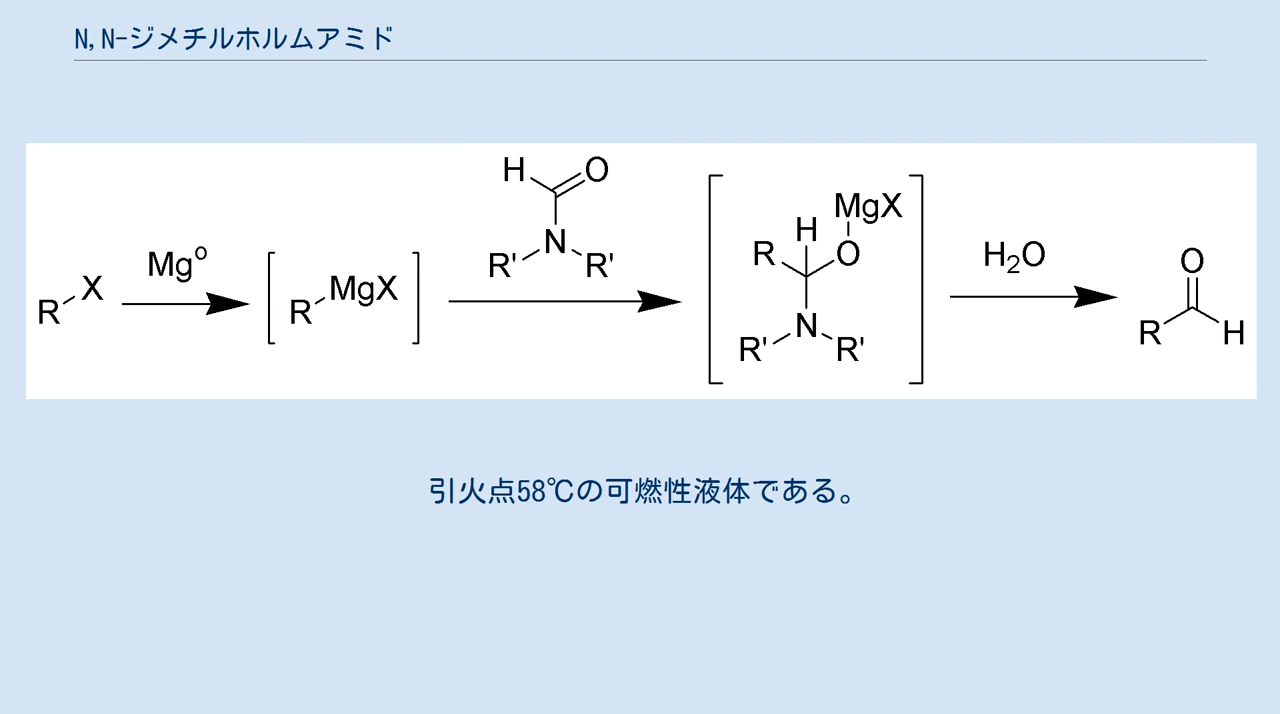 N,N-ジメチルホルムアミド
R X
Mg⁰
R MgX
H O
N
R' R'
MgX
H
R O
N
R' R'
H₂O
O
R H
引火点58℃の可燃性液体である。